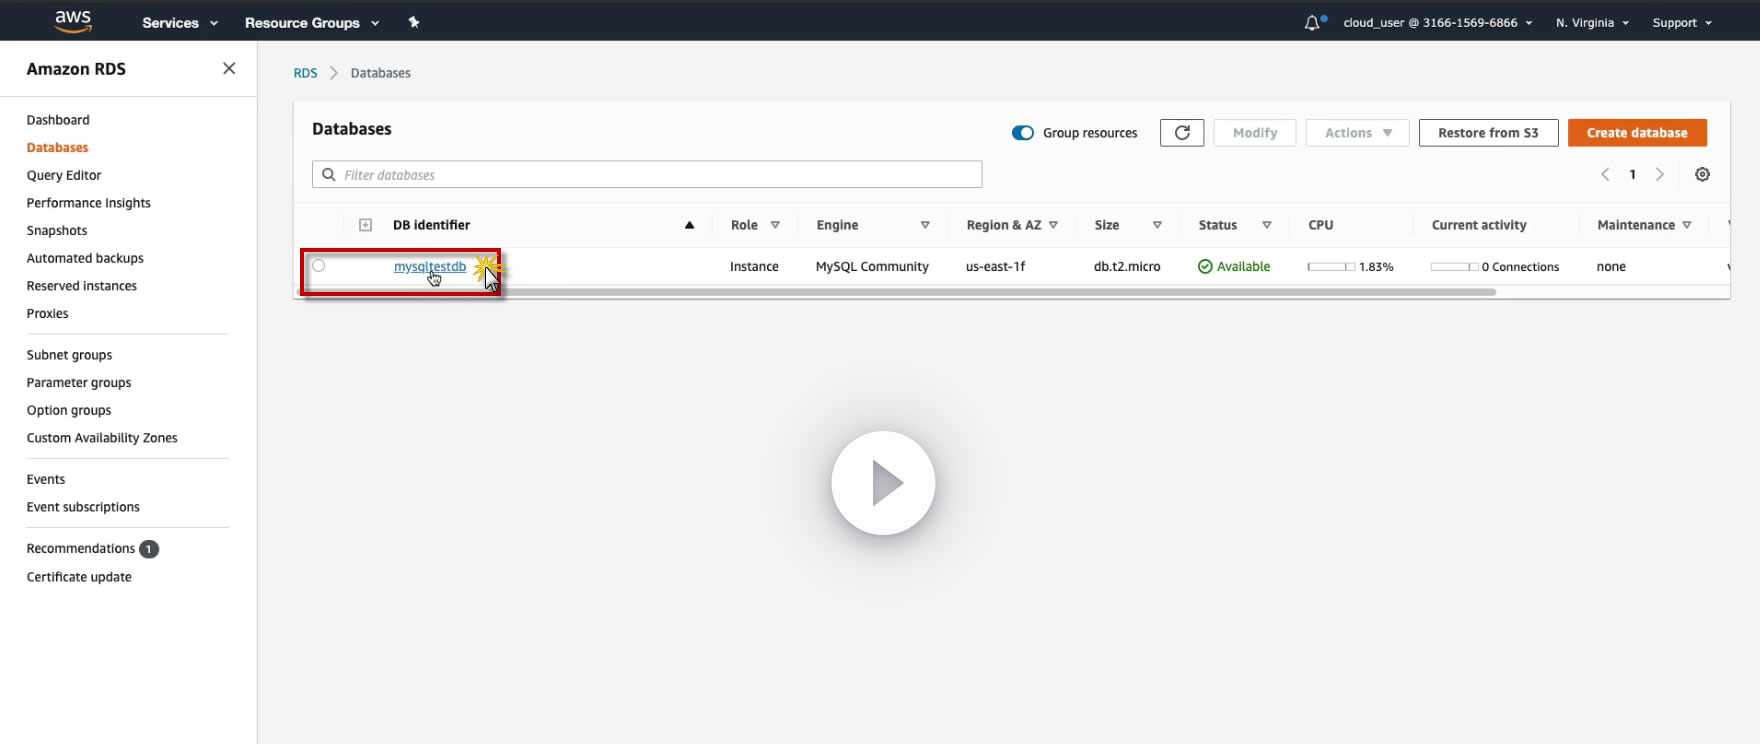 aws Services Resource Groups cloud_user @ 3166-1569-6866 N. Virginia Support
Amazon RDS
Dashboard
Databases
Query Editor
Performance Insights
Snapshots
Automated backups
Reserved instances
Proxies
Subnet groups
Parameter groups
Option groups
Custom Availability Zones
Events
Event subscriptions
Recommendations 1
Certificate update
RDS > Databases
Databases
Group resources Modify Actions Restore from S3 Create database
Filter databases
1
DB identifier Role Engine Region & AZ Size Status CPU Current activity Maintenance
mysqltestdb Instance MySQL Community us-east-1f db.t2.micro Available 1.83% 0 Connections none